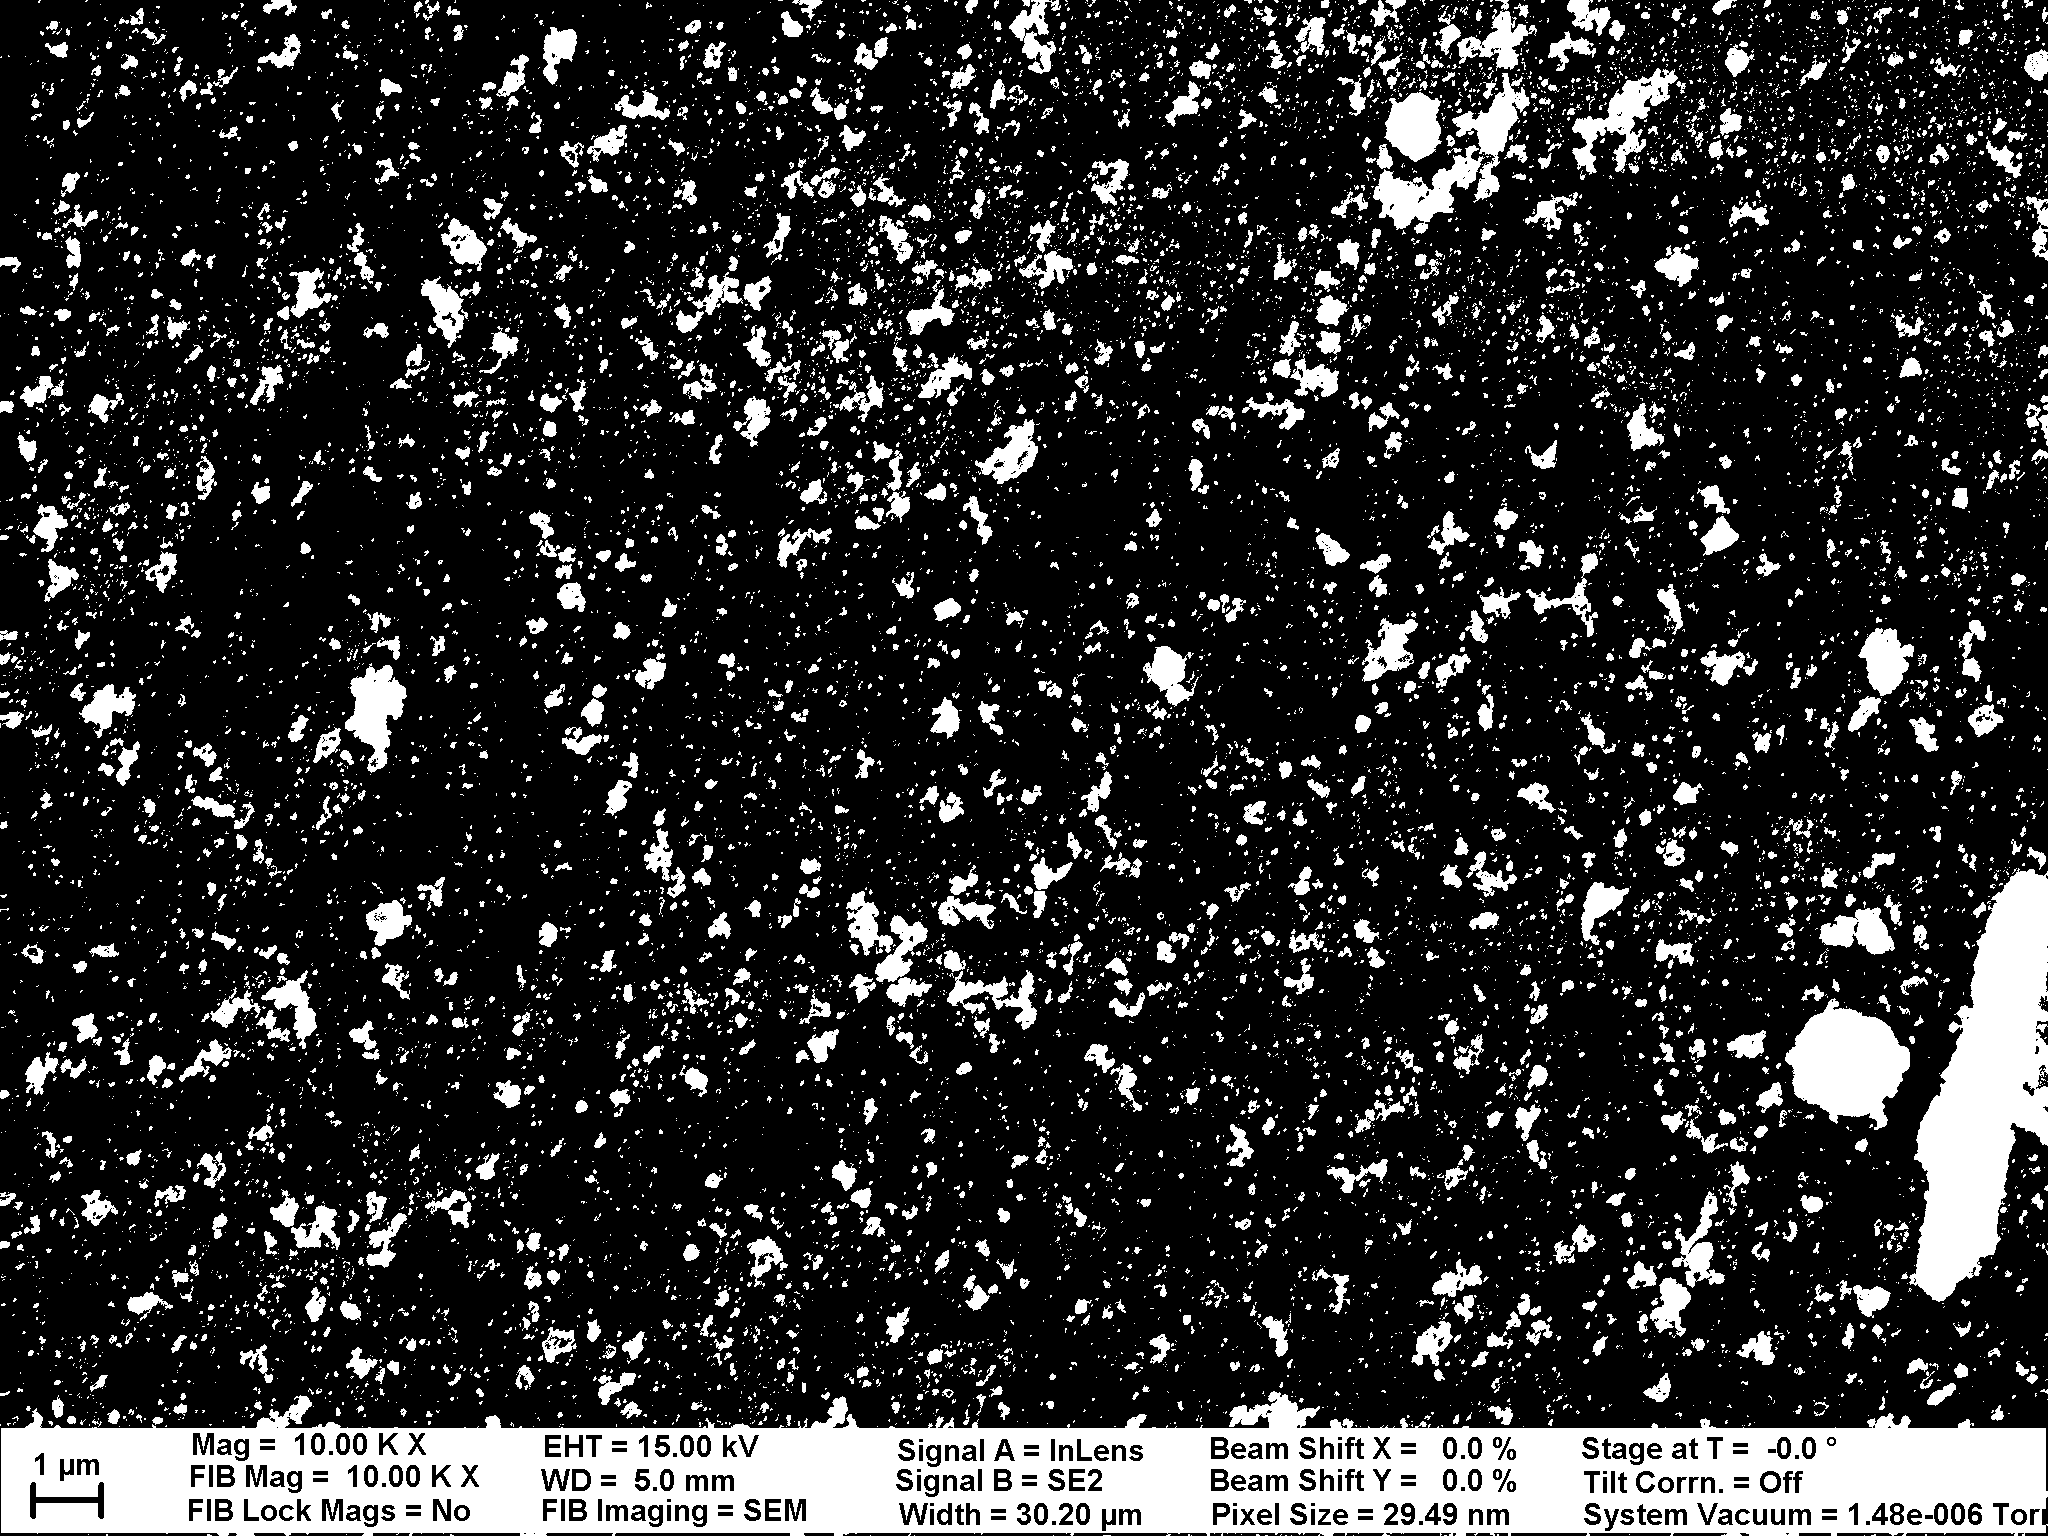 1 µm
Mag = 10.00 K X
FIB Mag = 10.00 K X
FIB Lock Mags = No
EHT = 15.00 kV
WD = 5.0 mm
FIB Imaging = SEM
Signal A = InLens
Signal B = SE2
Width = 30.20 µm
Beam Shift X = 0.0 %
Beam Shift Y = 0.0 %
Pixel Size = 29.49 nm
Stage at T = -0.0 °
Tilt Corrn. = Off
System Vacuum = 1.48e-006 Torr